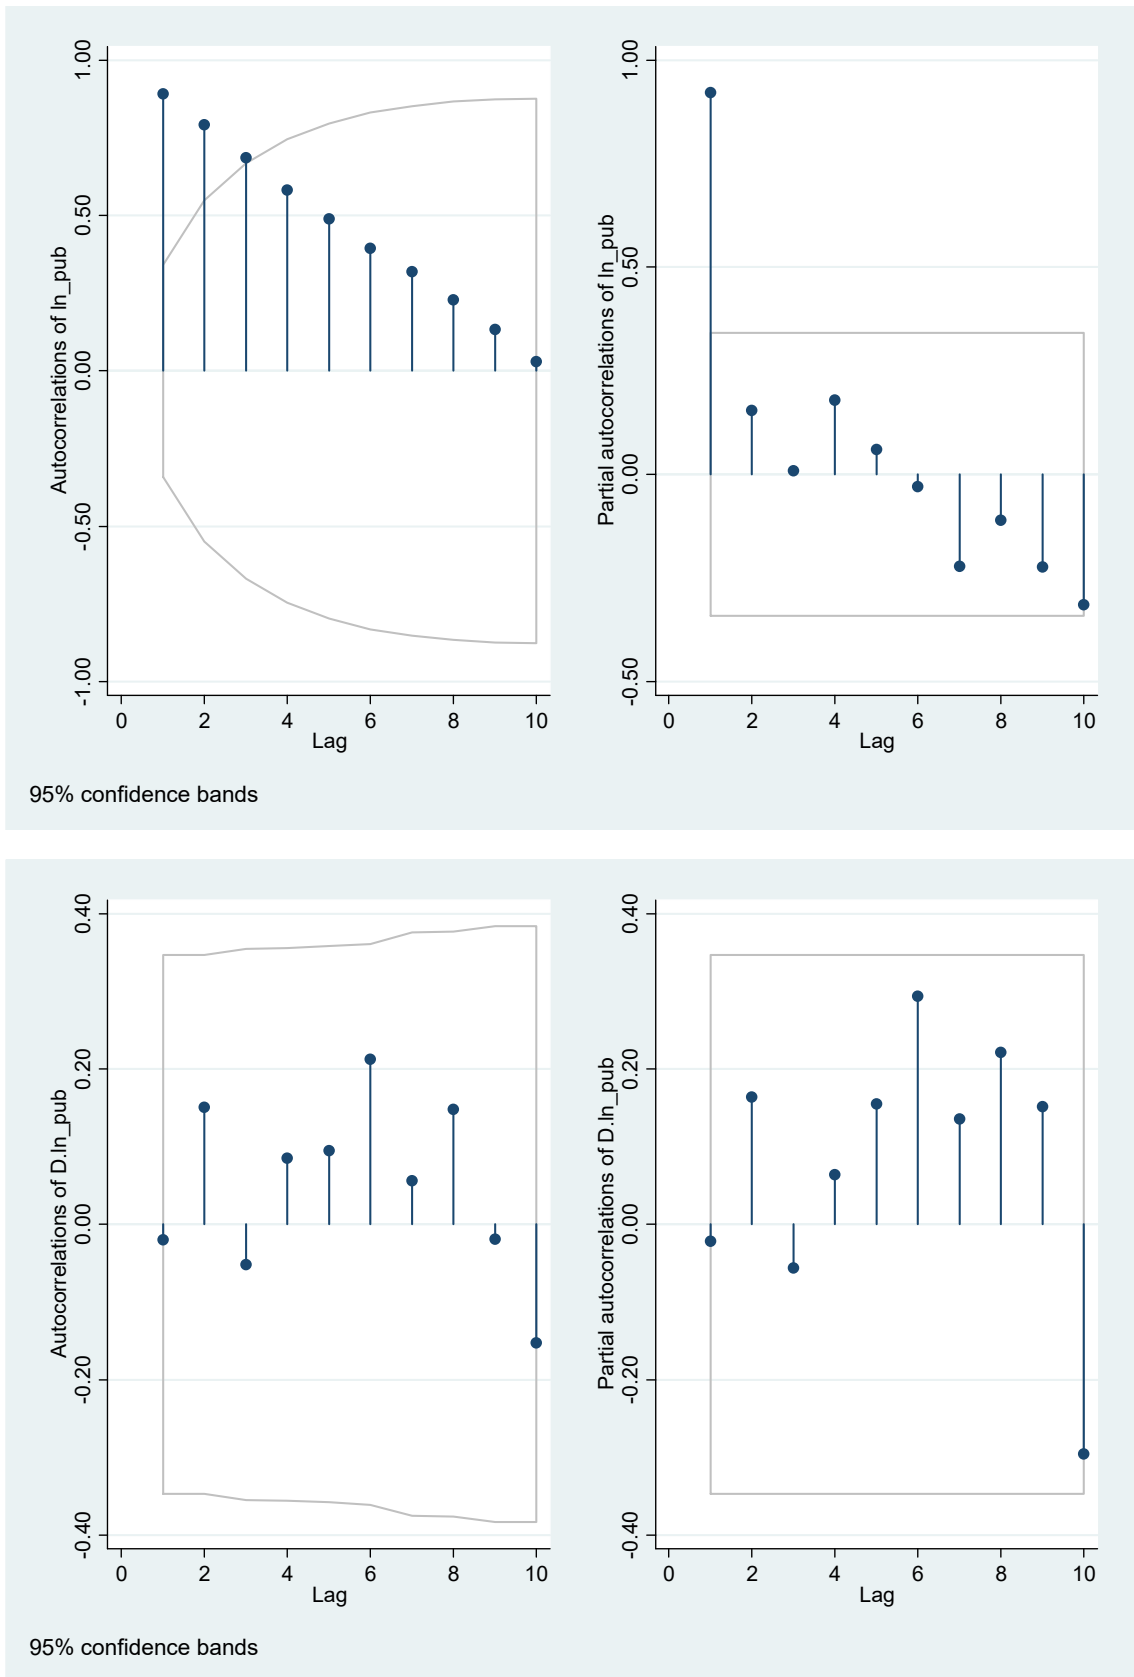 Autocorrelations of ln_pub
1.00
0.50
0.00
-0.50
-1.00
0 2 4 6 8 10
Lag
Partial autocorrelations of ln_pub
1.00
0.50
0.00
-0.50
0 2 4 6 8 10
Lag
95% confidence bands
Autocorrelations of D.ln_pub
0.40
0.20
0.00
-0.20
-0.40
0 2 4 6 8 10
Lag
Partial autocorrelations of D.ln_pub
0.40
0.20
0.00
-0.20
-0.40
0 2 4 6 8 10
Lag
95% confidence bands